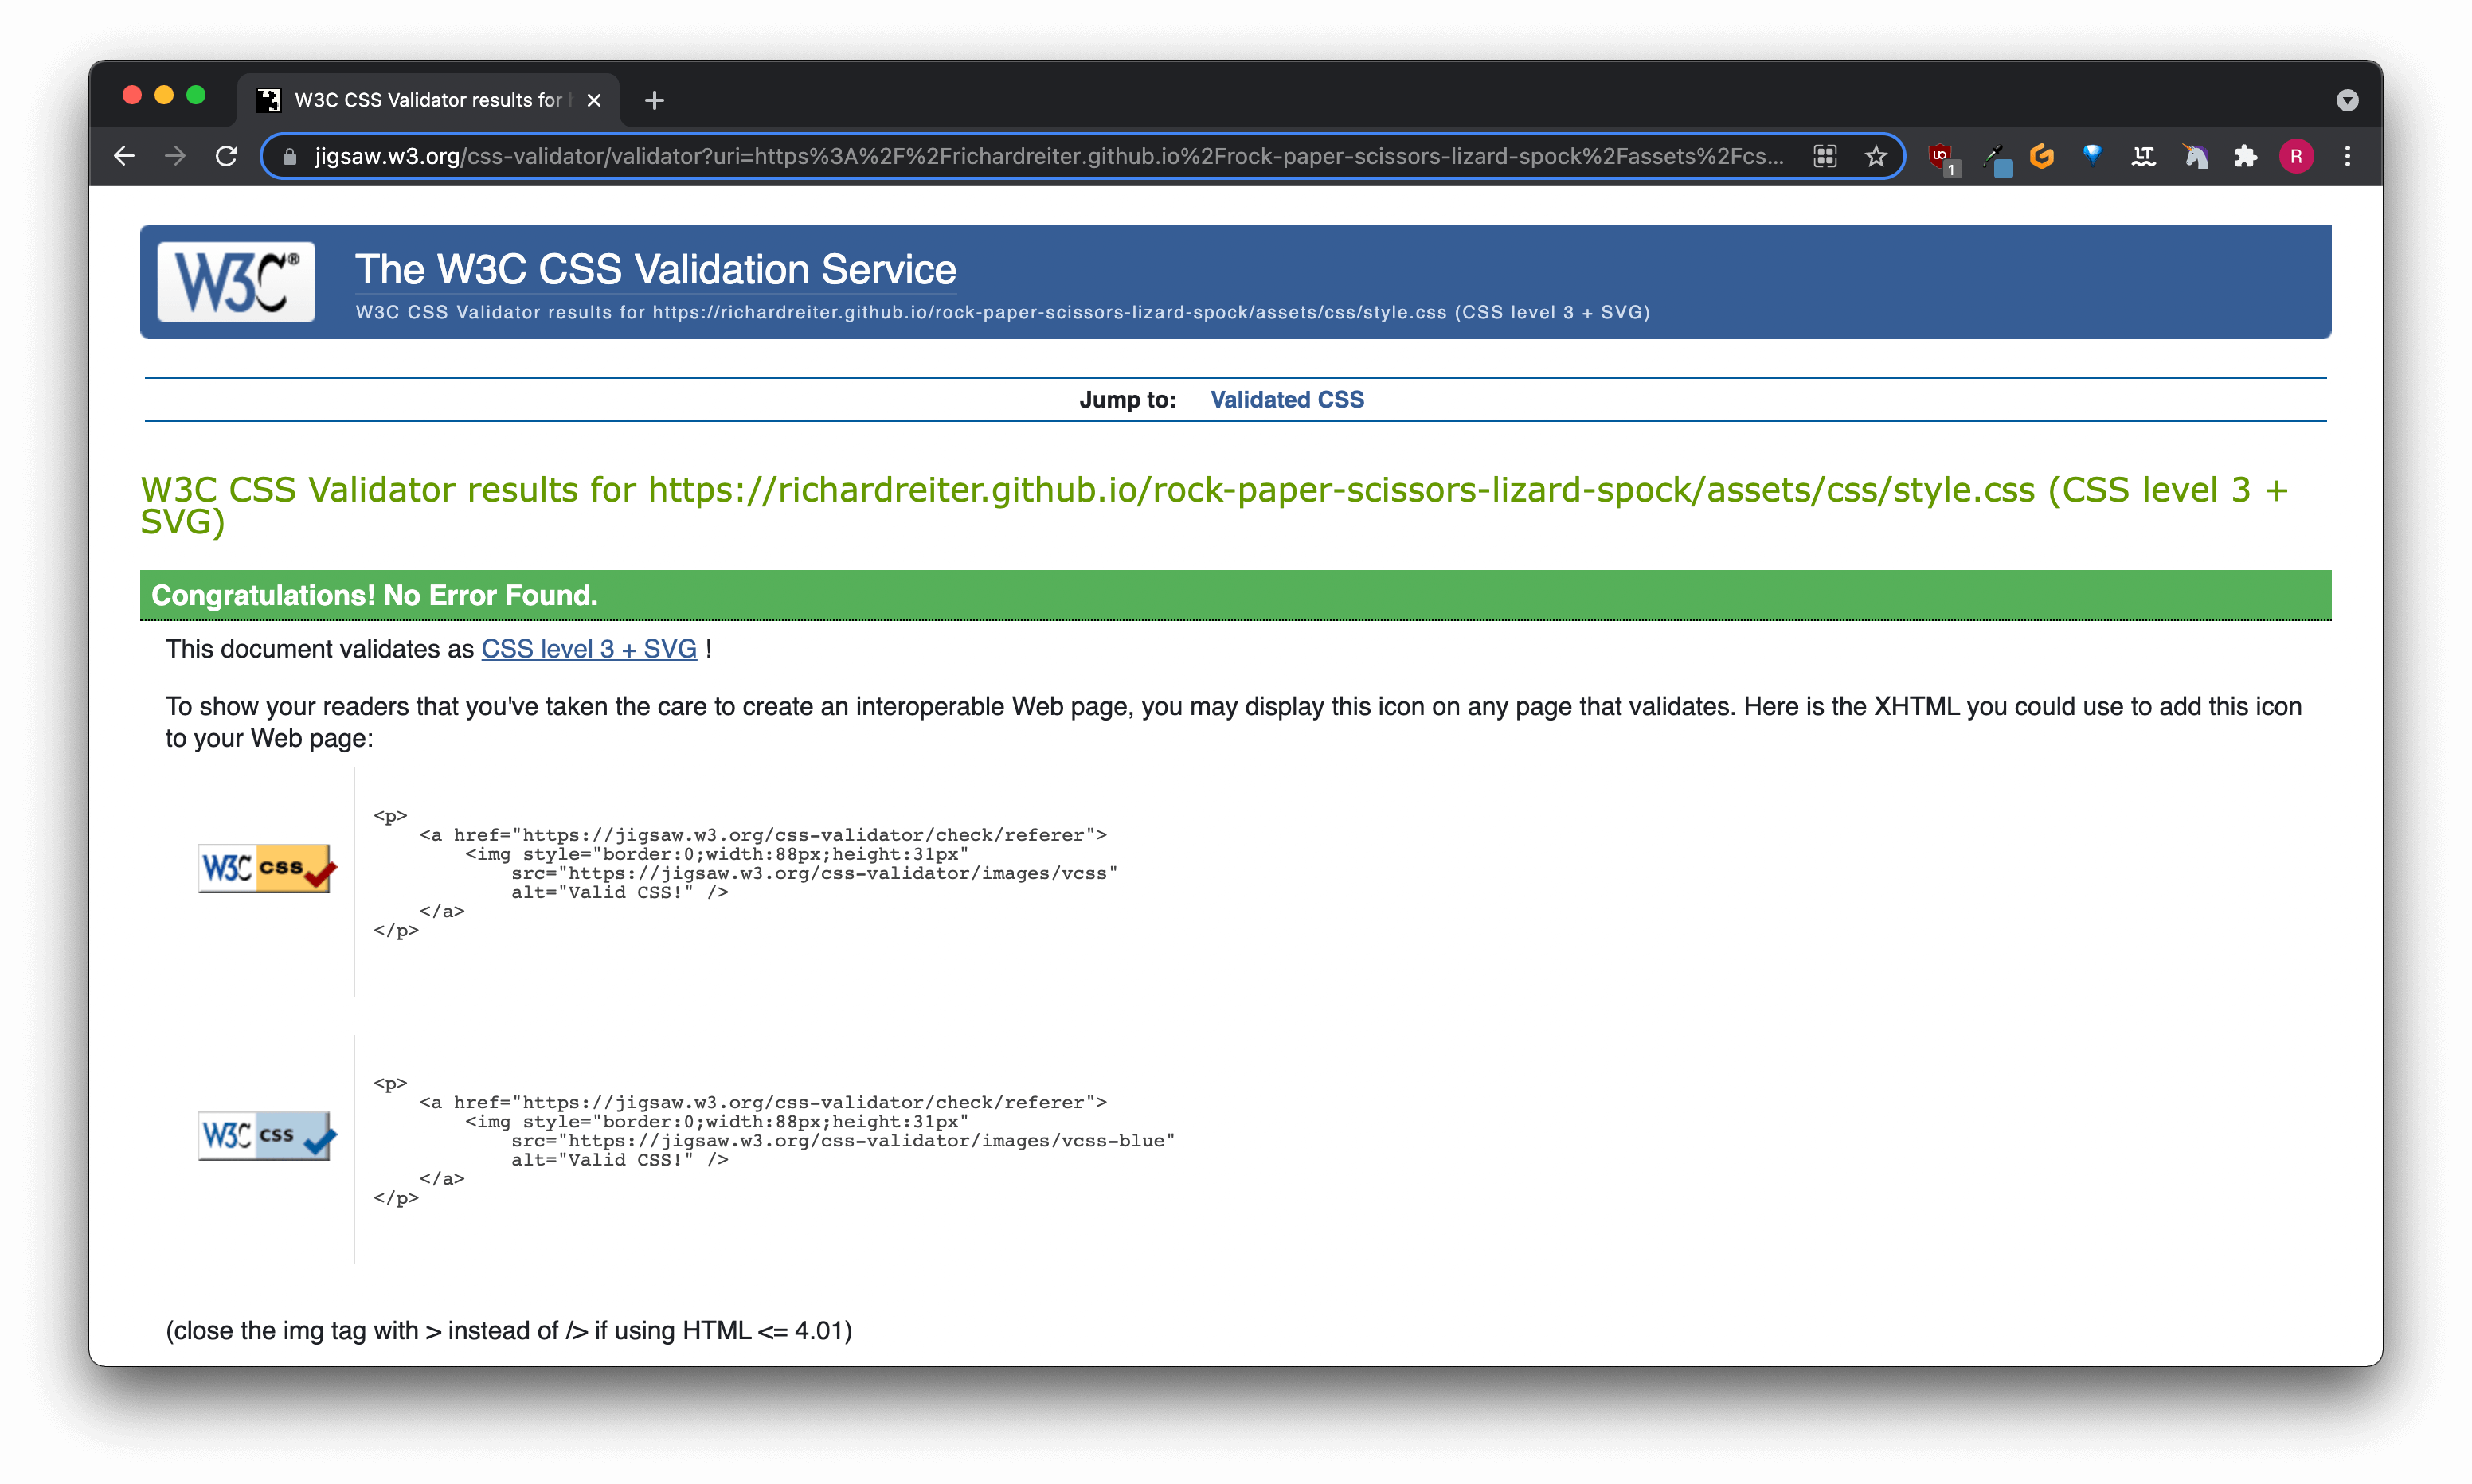 W3C CSS Validator results for
jigsaw.w3.org/css-validator/validator?uri=https%3A%2F%2Frichardreiter.github.io%2Frock-paper-scissors-lizard-spock%2Fassets%2Fcs...
1
R
W3C®
The W3C CSS Validation Service
W3C CSS Validator results for https://richardreiter.github.io/rock-paper-scissors-lizard-spock/assets/css/style.css (CSS level 3 + SVG)
Jump to: Validated CSS
W3C CSS Validator results for https://richardreiter.github.io/rock-paper-scissors-lizard-spock/assets/css/style.css (CSS level 3 +
SVG)
Congratulations! No Error Found.
This document validates as CSS level 3 + SVG !
To show your readers that you've taken the care to create an interoperable Web page, you may display this icon on any page that validates. Here is the XHTML you could use to add this icon
to your Web page:
<p>
<a href="https://jigsaw.w3.org/css-validator/check/referer">
<img style="border:0;width:88px;height:31px"
W3C css
src="https://jigsaw.w3.org/css-validator/images/vcss"
alt="Valid CSS!" />
</a>
</p>
<p>
<a href="https://jigsaw.w3.org/css-validator/check/referer">
<img style="border:0;width:88px;height:31px"
W3C css
src="https://jigsaw.w3.org/css-validator/images/vcss-blue"
alt="Valid CSS!" />
</a>
</p>
(close the img tag with > instead of /> if using HTML <= 4.01)